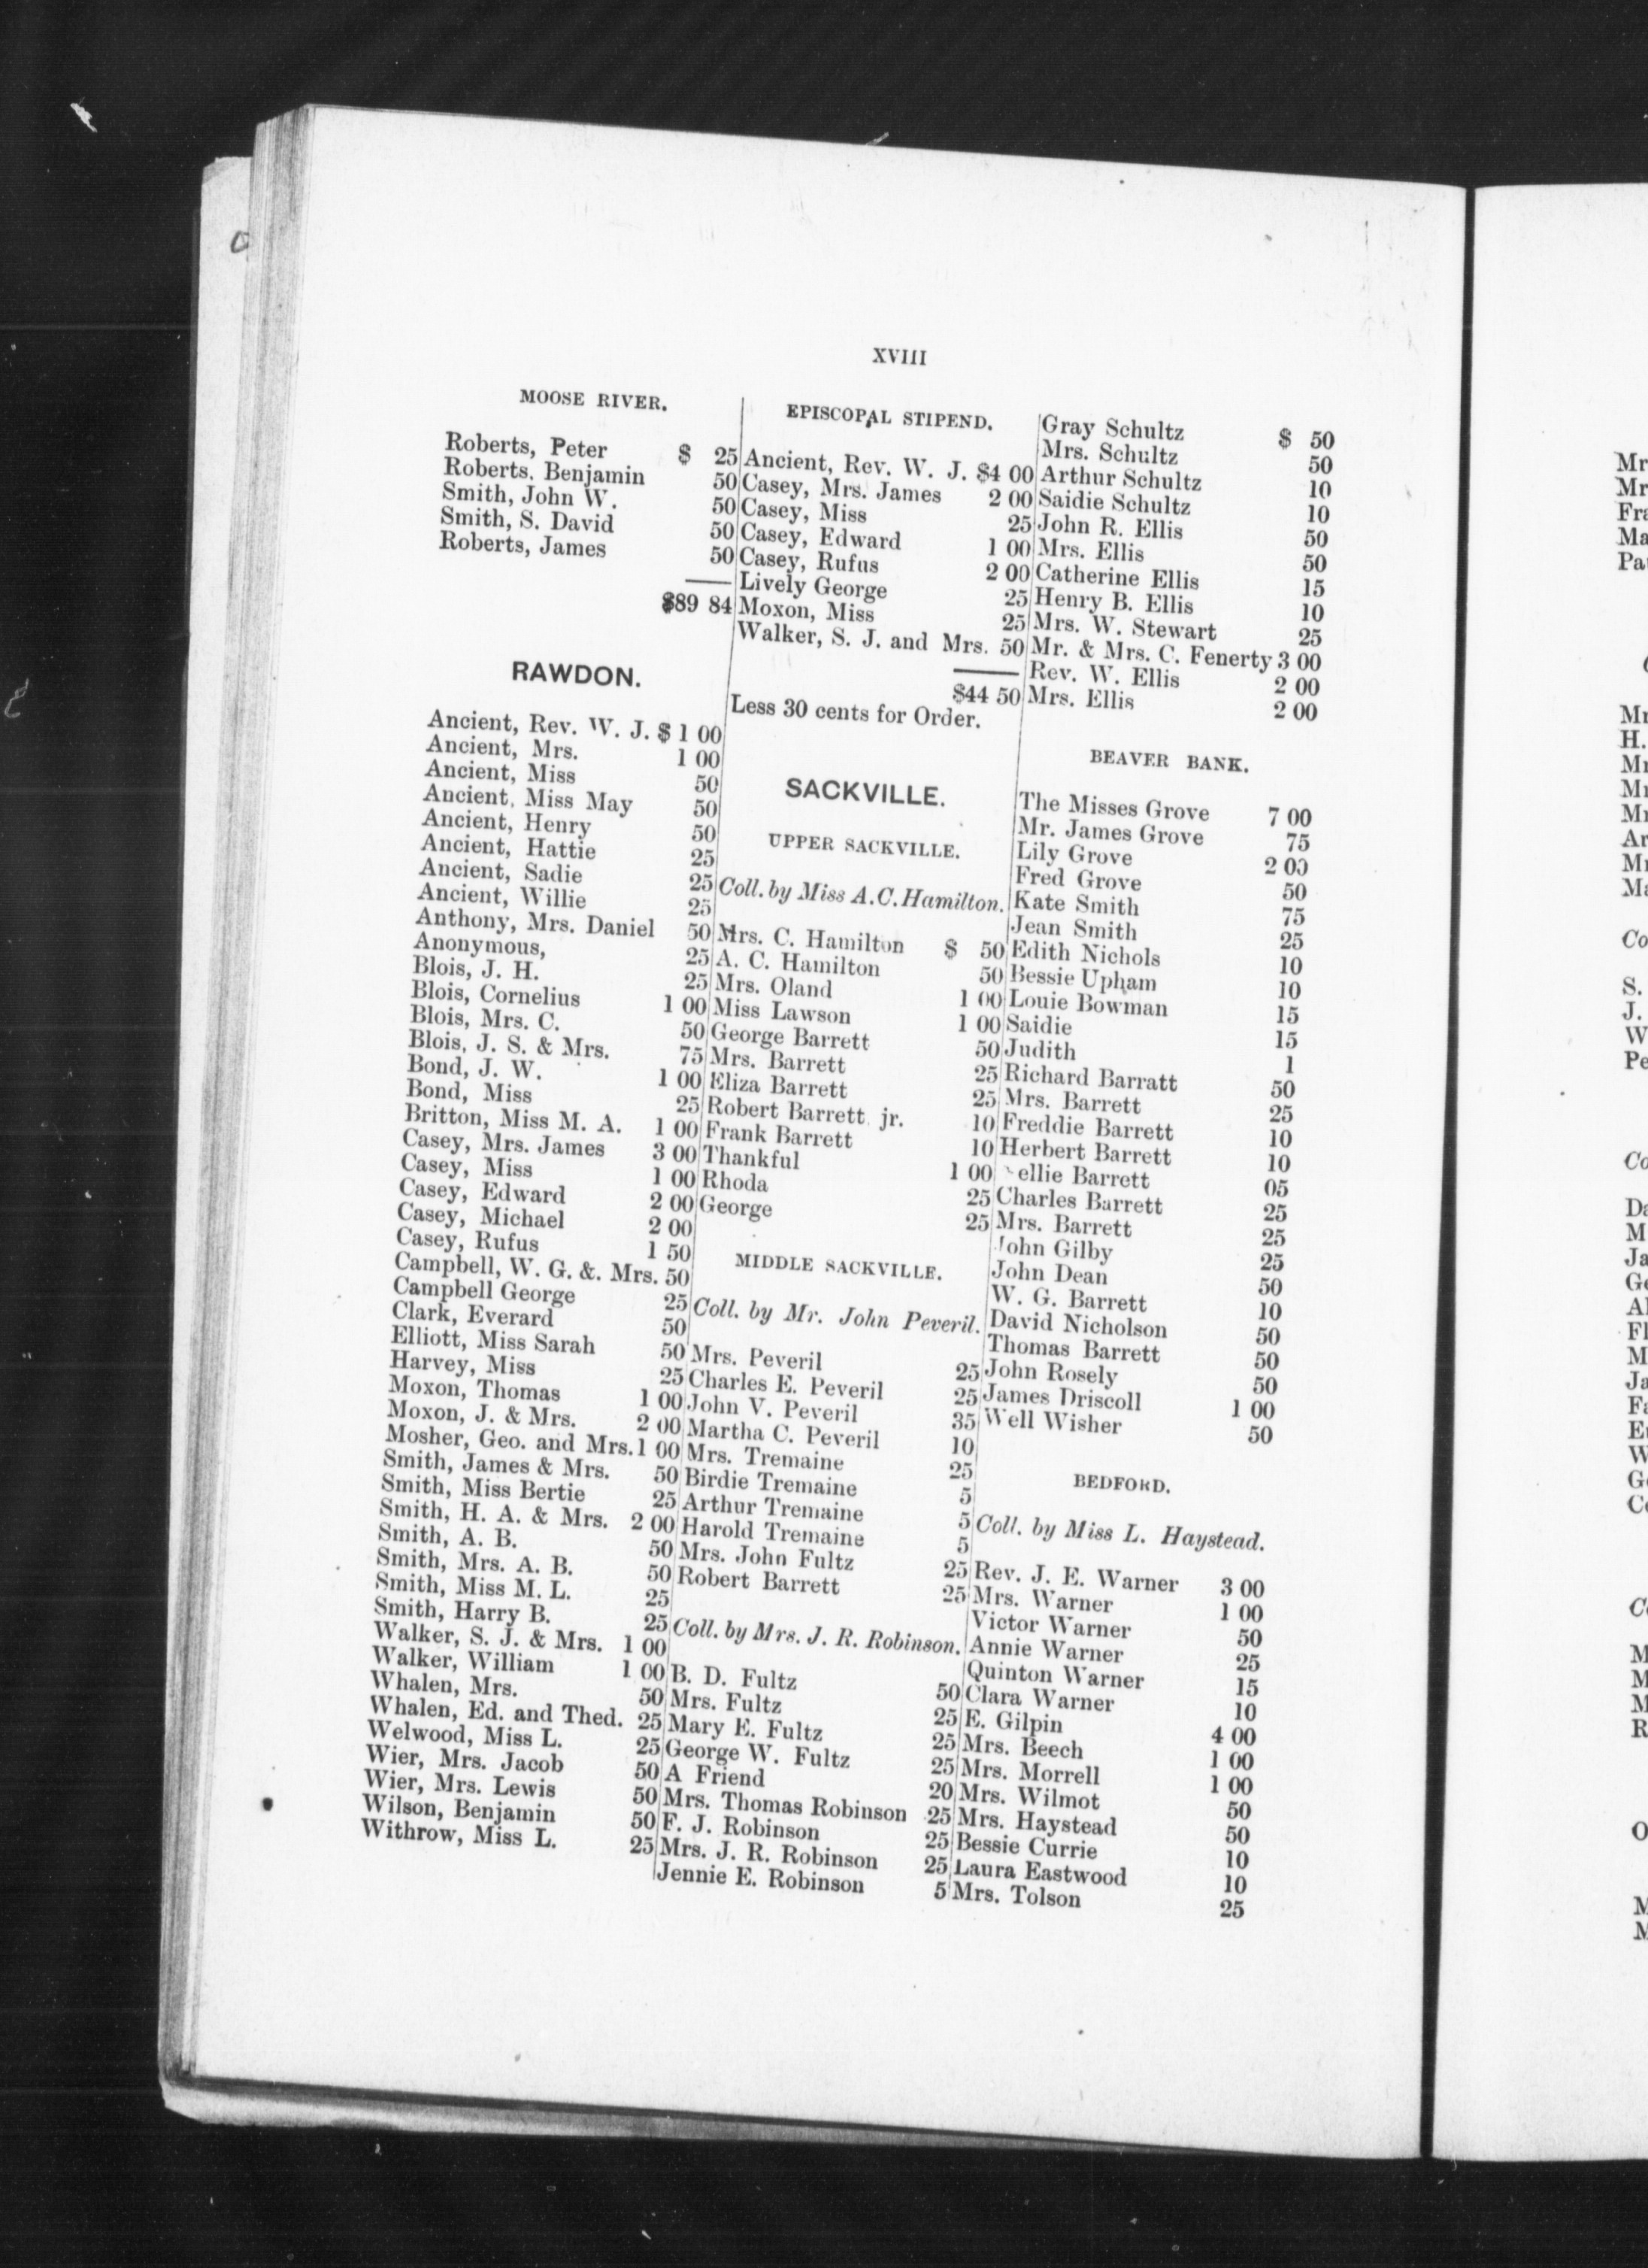 XVIII
MOOSE RIVER.
Roberts, Peter $ 25
Roberts, Benjamin 50
Smith, John W. 50
Smith, S. David 50
Roberts, James 50
$89 84
RAWDON.
Ancient, Rev. W. J. $1 00
Ancient, Mrs. 1 00
Ancient, Miss 50
Ancient, Miss May 50
Ancient, Henry 50
Ancient, Hattie 25
Ancient, Sadie 25
Ancient, Willie 25
Anthony, Mrs. Daniel 50
Anonymous, 25
Blois, J. H. 25
Blois, Cornelius 1 00
Blois, Mrs. C. 50
Blois, J. S. & Mrs. 75
Bond, J. W. 1 00
Bond, Miss 25
Britton, Miss M. A. 1 00
Casey, Mrs. James 3 00
Casey, Miss 1 00
Casey, Edward 2 00
Casey, Michael 2 00
Casey, Rufus 1 50
Campbell, W. G. &. Mrs. 50
Campbell George 25
Clark, Everard 50
Elliott, Miss Sarah 50
Harvey, Miss 25
Moxon, Thomas 1 00
Moxon, J. & Mrs. 2 00
Mosher, Geo. and Mrs. 1 00
Smith, James & Mrs. 50
Smith, Miss Bertie 25
Smith, H. A. & Mrs. 2 00
Smith, A. B. 50
Smith, Mrs. A. B. 50
Smith, Miss M. L. 25
Smith, Harry B. 25
Walker, S. J. & Mrs. 1 00
Walker, William 1 00
Whalen, Mrs. 50
Whalen, Ed. and Thed. 25
Welwood, Miss L. 25
Wier, Mrs. Jacob 50
Wier, Mrs. Lewis 50
Wilson, Benjamin 50
Withrow, Miss L. 25
EPISCOPAL STIPEND.
Ancient, Rev. W. J. $4 00
Casey, Mrs. James 2 00
Casey, Miss 25
Casey, Edward 1 00
Casey, Rufus 2 00
Lively George 25
Moxon, Miss 25
Walker, S. J. and Mrs. 50
$44 50
Less 30 cents for Order.
SACKVILLE.
UPPER SACKVILLE.
Coll. by Miss A. C. Hamilton.
Mrs. C. Hamilton $ 50
A. C. Hamilton 50
Mrs. Oland 1 00
Miss Lawson 1 00
George Barrett 50
Mrs. Barrett 25
Eliza Barrett 25
Robert Barrett jr. 10
Frank Barrett 10
Thankful 1 00
Rhoda 25
George 25
MIDDLE SACKVILLE.
Coll. by Mr. John Peveril.
Mrs. Peveril 25
Charles E. Peveril 25
John V. Peveril 35
Martha C. Peveril 10
Mrs. Tremaine 25
Birdie Tremaine 5
Arthur Tremaine 5
Harold Tremaine 5
Mrs. John Fultz 25
Robert Barrett 25
Coll. by Mrs. J. R. Robinson.
B. D. Fultz 50
Mrs. Fultz 25
Mary E. Fultz 25
George W. Fultz 25
A Friend 20
Mrs. Thomas Robinson 25
F. J. Robinson 25
Mrs. J. R. Robinson 25
Jennie E. Robinson 5
Gray Schultz $ 50
Mrs. Schultz 50
Arthur Schultz 10
Saidie Schultz 10
John R. Ellis 50
Mrs. Ellis 50
Catherine Ellis 15
Henry B. Ellis 10
Mrs. W. Stewart 25
Mr. & Mrs. C. Fenerty 3 00
Rev. W. Ellis 2 00
Mrs. Ellis 2 00
BEAVER BANK.
The Misses Grove 7 00
Mr. James Grove 75
Lily Grove 2 00
Fred Grove 50
Kate Smith 75
Jean Smith 25
Edith Nichols 10
Bessie Upham 10
Louie Bowman 15
Saidie 15
Judith 1
Richard Barratt 50
Mrs. Barrett 25
Freddie Barrett 10
Herbert Barrett 10
ellie Barrett 05
Charles Barrett 25
Mrs. Barrett 25
John Gilby 25
John Dean 50
W. G. Barrett 10
David Nicholson 50
Thomas Barrett 50
John Rosely 50
James Driscoll 1 00
Well Wisher 50
BEDFORD.
Coll. by Miss L. Haystead.
Rev. J. E. Warner 3 00
Mrs. Warner 1 00
Victor Warner 50
Annie Warner 25
Quinton Warner 15
Clara Warner 10
E. Gilpin 4 00
Mrs. Beech 1 00
Mrs. Morrell 1 00
Mrs. Wilmot 50
Mrs. Haystead 50
Bessie Currie 10
Laura Eastwood 10
Mrs. Tolson 25